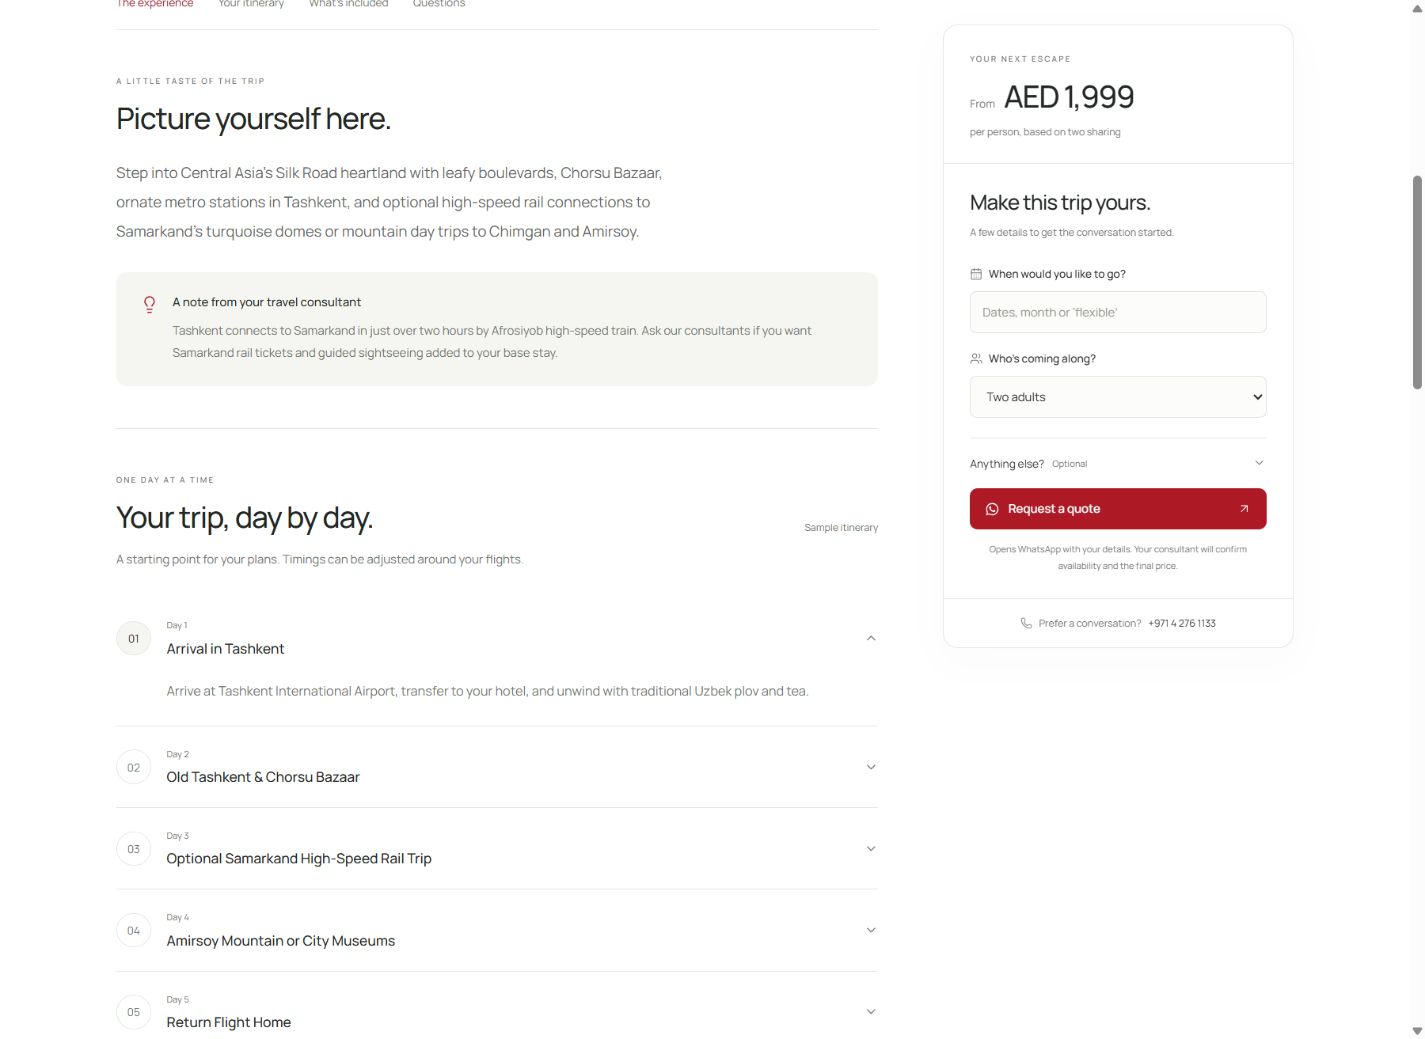 The experience
Your itinerary
What's included
Questions
A LITTLE TASTE OF THE TRIP
Picture yourself here.
Step into Central Asia's Silk Road heartland with leafy boulevards, Chorsu Bazaar,
ornate metro stations in Tashkent, and optional high-speed rail connections to
Samarkand's turquoise domes or mountain day trips to Chimgan and Amirsoy.
A note from your travel consultant
Tashkent connects to Samarkand in just over two hours by Afrosiyob high-speed train. Ask our consultants if you want
Samarkand rail tickets and guided sightseeing added to your base stay.
ONE DAY AT A TIME
Your trip, day by day.
Sample itinerary
A starting point for your plans. Timings can be adjusted around your flights.
01
Day 1
Arrival in Tashkent
Arrive at Tashkent International Airport, transfer to your hotel, and unwind with traditional Uzbek plov and tea.
02
Day 2
Old Tashkent & Chorsu Bazaar
03
Day 3
Optional Samarkand High-Speed Rail Trip
04
Day 4
Amirsoy Mountain or City Museums
05
Day 5
Return Flight Home
YOUR NEXT ESCAPE
From AED 1,999
per person, based on two sharing
Make this trip yours.
A few details to get the conversation started.
When would you like to go?
Dates, month or 'flexible'
Who's coming along?
Two adults
Anything else? Optional
Request a quote
Opens WhatsApp with your details. Your consultant will confirm
availability and the final price.
Prefer a conversation? +971 4 276 1133